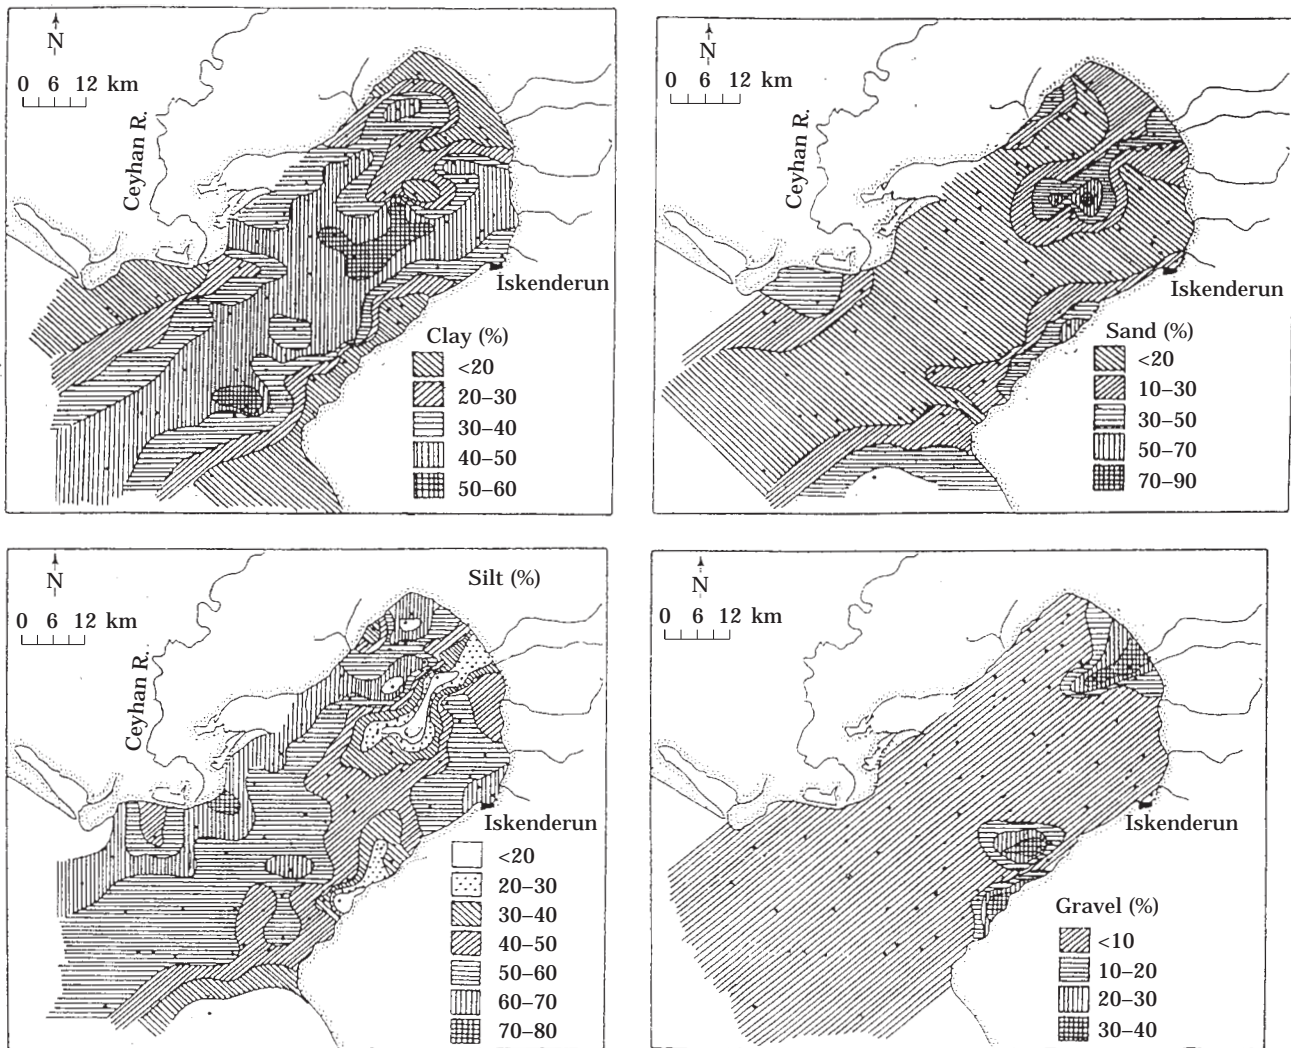 N
0 6 12 km
Ceyhan R.
İskenderun
Clay (%)
<20
20–30
30–40
40–50
50–60
N
0 6 12 km
Ceyhan R.
Iskenderun
Sand (%)
<20
10–30
30–50
50–70
70–90
N
0 6 12 km
Ceyhan R.
Iskenderun
Silt (%)
<20
20–30
30–40
40–50
50–60
60–70
70–80
N
0 6 12 km
Iskenderun
Gravel (%)
<10
10–20
20–30
30–40